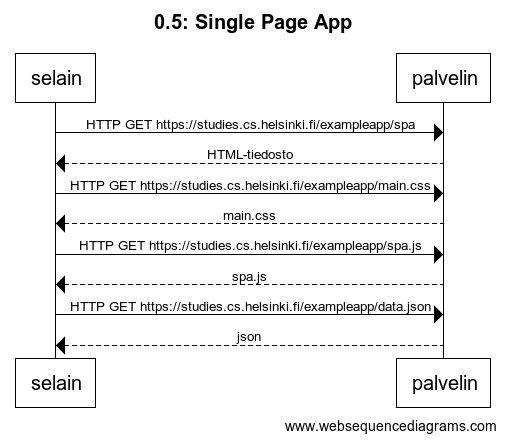 0.5: Single Page App
selain palvelin
HTTP GET https://studies.cs.helsinki.fi/exampleapp/spa
HTML-tiedosto
HTTP GET https://studies.cs.helsinki.fi/exampleapp/main.css
main.css
HTTP GET https://studies.cs.helsinki.fi/exampleapp/spa.js
spa.js
HTTP GET https://studies.cs.helsinki.fi/exampleapp/data.json
json
selain palvelin
www.websequencediagrams.com